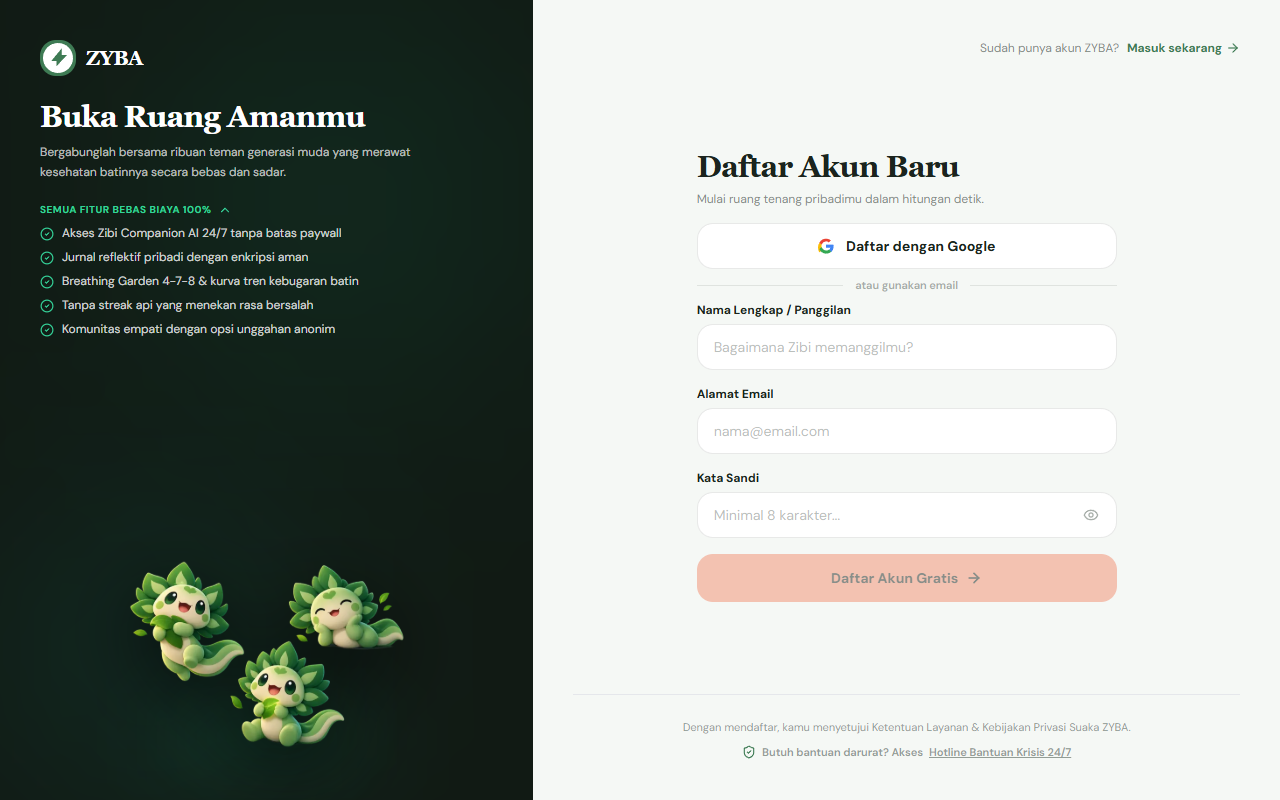 ZYBA
Buka Ruang Amanmu
Bergabunglah bersama ribuan teman generasi muda yang merawat
kesehatan batinnya secara bebas dan sadar.
SEMUA FITUR BEBAS BIAYA 100%
Akses Zibi Companion AI 24/7 tanpa batas paywall
Jurnal reflektif pribadi dengan enkripsi aman
Breathing Garden 4-7-8 & kurva tren kebugaran batin
Tanpa streak api yang menekan rasa bersalah
Komunitas empati dengan opsi unggahan anonim
Sudah punya akun ZYBA? Masuk sekarang →
Daftar Akun Baru
Mulai ruang tenang pribadimu dalam hitungan detik.
Daftar dengan Google
atau gunakan email
Nama Lengkap / Panggilan
Bagaimana Zibi memanggilmu?
Alamat Email
nama@email.com
Kata Sandi
Minimal 8 karakter...
Daftar Akun Gratis →
Dengan mendaftar, kamu menyetujui Ketentuan Layanan & Kebijakan Privasi Suaka ZYBA.
Butuh bantuan darurat? Akses Hotline Bantuan Krisis 24/7